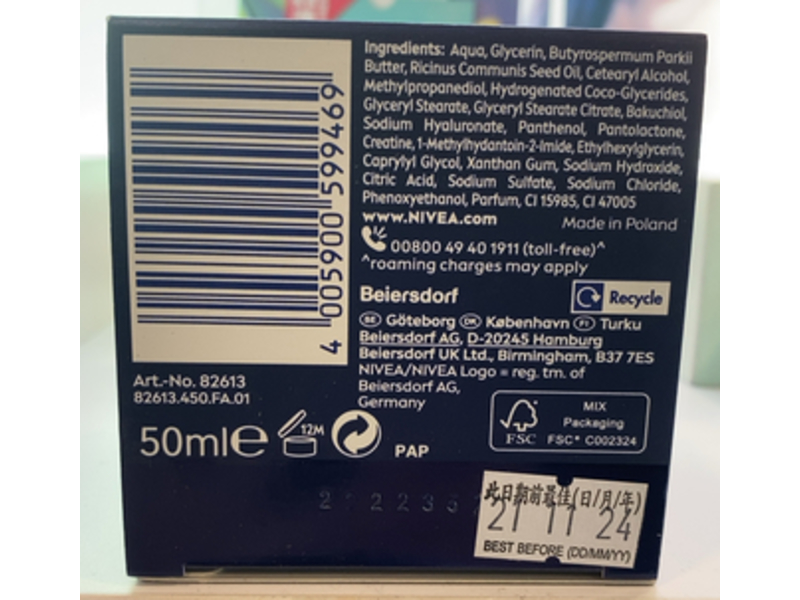 Ingredients: Aqua, Glycerin, Butyrospermum Parkii
Butter, Ricinus Communis Seed Oil, Cetearyl Alcohol,
Methylpropanediol, Hydrogenated Coco-Glycerides,
Glyceryl Stearate, Glyceryl Stearate Citrate, Bakuchiol,
Sodium Hyaluronate, Panthenol, Pantolactone,
Creatine, 1-Methylhydantoin-2-Imide, Ethylhexylglycerin,
Caprylyl Glycol, Xanthan Gum, Sodium Hydroxide,
Citric Acid, Sodium Sulfate, Sodium Chloride,
Phenoxyethanol, Parfum, CI 15985, CI 47005
www.NIVEA.com Made in Poland
00800 49 40 1911 (toll-free)^
^roaming charges may apply
Beiersdorf
Recycle
SE Göteborg DK København FI Turku
Beiersdorf AG, D-20245 Hamburg
Beiersdorf UK Ltd., Birmingham, B37 7ES
NIVEA/NIVEA Logo = reg. tm. of
Beiersdorf AG,
Germany
4 005900 599469
Art.-No. 82613
82613.450.FA.01
50ml e
12M
PAP
FSC
MIX
Packaging
FSC® C002324
此日期前最佳(日/月/年)
21 11 24
BEST BEFORE (DD/MM/YY)